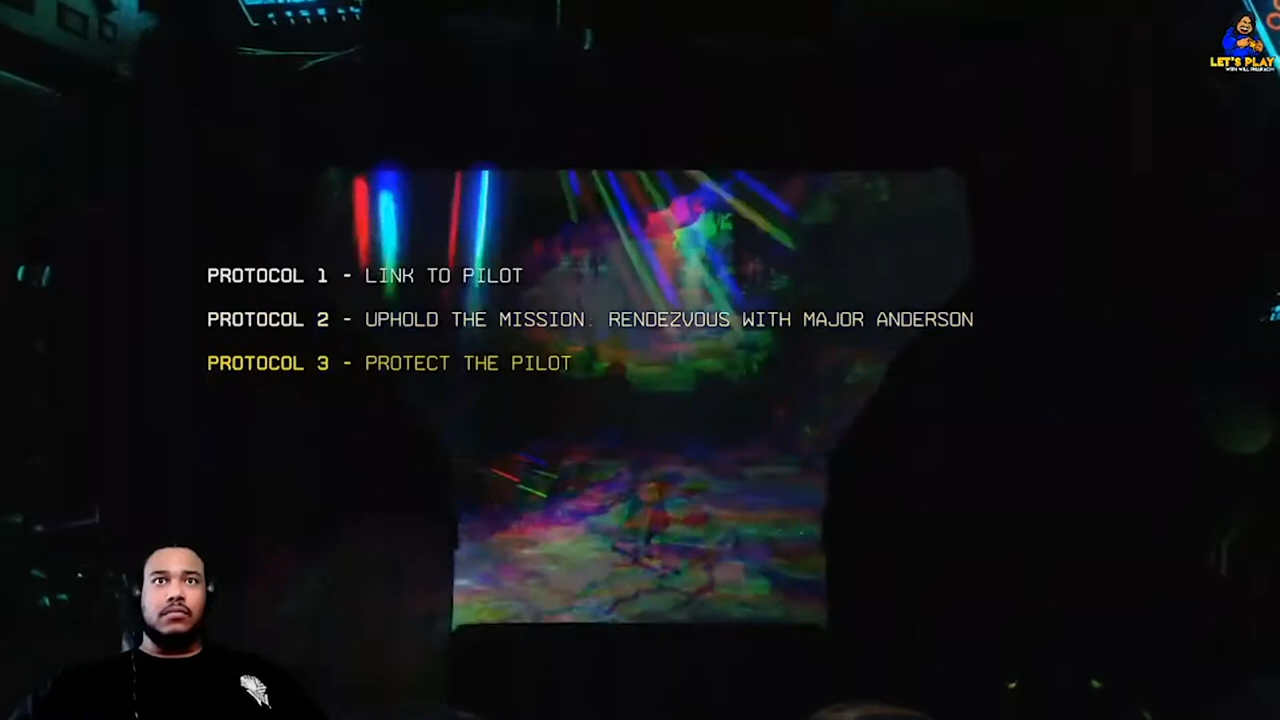 LET'S PLAY
PROTOCOL 1 - LINK TO PILOT
PROTOCOL 2 - UPHOLD THE MISSION: RENDEZVOUS WITH MAJOR ANDERSON
PROTOCOL 3 - PROTECT THE PILOT